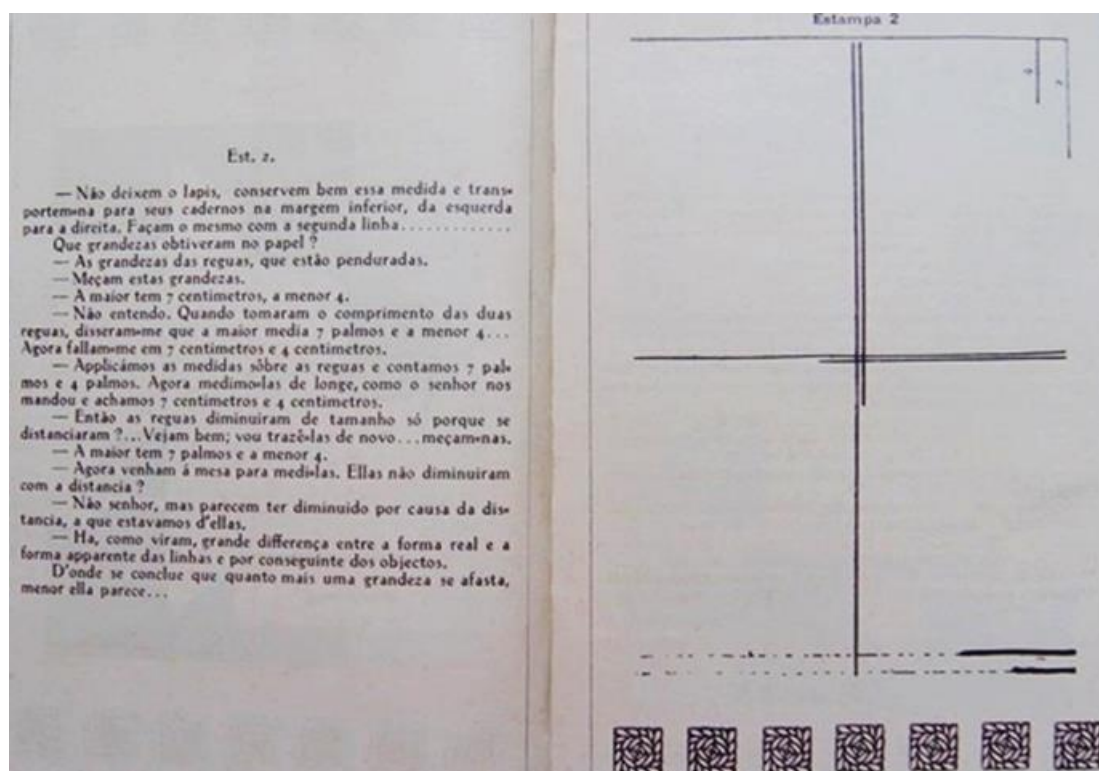 Est. 2.
— Não deixem o lapis, conservem bem essa medida e trans-
portem-na para seus cadernos na margem inferior, da esquerda
para a direita. Façam o mesmo com a segunda linha.............
Que grandezas obtiveram no papel ?
— As grandezas das reguas, que estão penduradas.
— Meçam estas grandezas.
— A maior tem 7 centimetros, a menor 4.
— Não entendo. Quando tomaram o comprimento das duas
reguas, disseram-me que a maior media 7 palmos e a menor 4...
Agora fallam-me em 7 centimetros e 4 centimetros.
— Applicámos as medidas sôbre as reguas e contamos 7 pal-
mos e 4 palmos. Agora medimo-las de longe, como o senhor nos
mandou e achamos 7 centimetros e 4 centimetros.
— Então as reguas diminuiram de tamanho só porque se
distanciaram ?...Vejam bem; vou trazê-las de novo...meçam-nas.
— A maior tem 7 palmos e a menor 4.
— Agora venham á mesa para medi-las. Ellas não diminuiram
com a distancia ?
— Não senhor, mas parecem ter diminuido por causa da dis-
tancia, a que estavamos d'ellas.
— Ha, como viram, grande differença entre a forma real e a
forma apparente das linhas e por conseguinte dos objectos.
D'onde se conclue que quanto mais uma grandeza se afasta,
menor ella parece...
Estampa 2